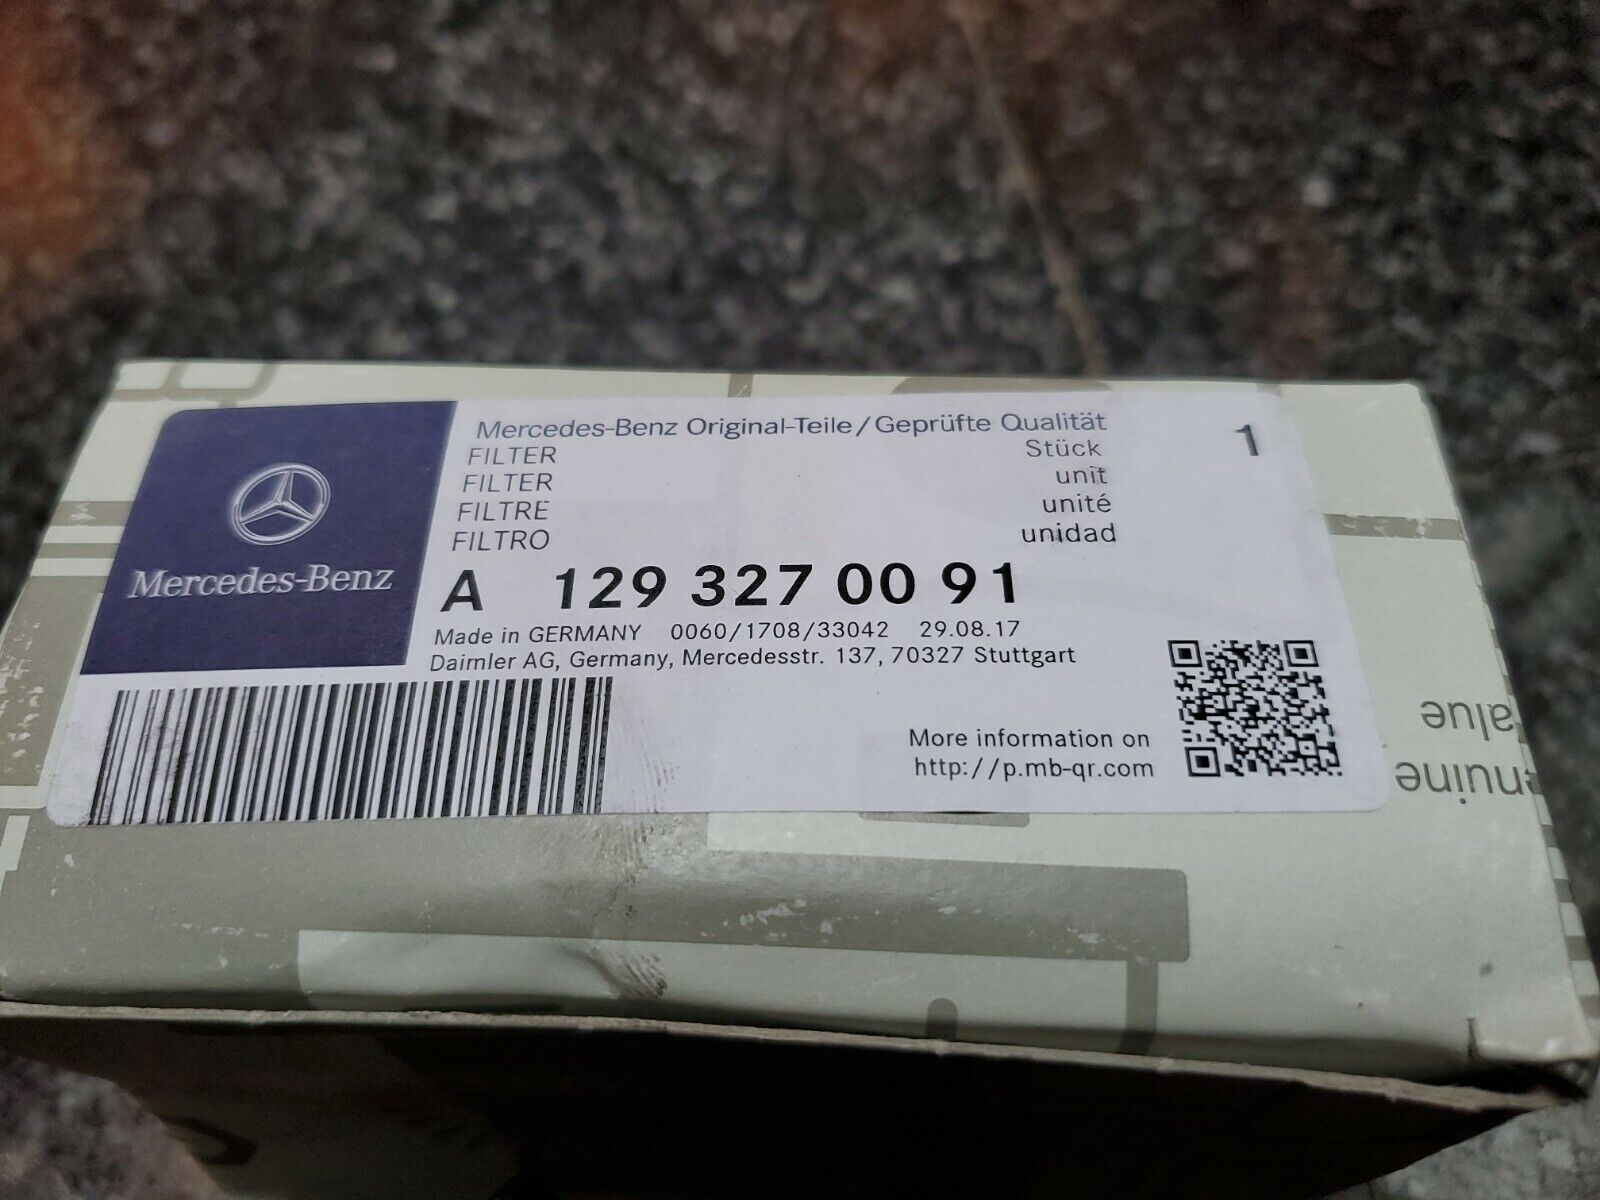 Mercedes-Benz Original-Teile/Geprüfte Qualität
FILTER Stück 1
FILTER unit
FILTRE unité
FILTRO unidad
Mercedes-Benz
A 129 327 00 91
Made in GERMANY 0060/1708/33042 29.08.17
Daimler AG, Germany, Mercedesstr. 137, 70327 Stuttgart
More information on
http://p.mb-qr.com
enuine
alue